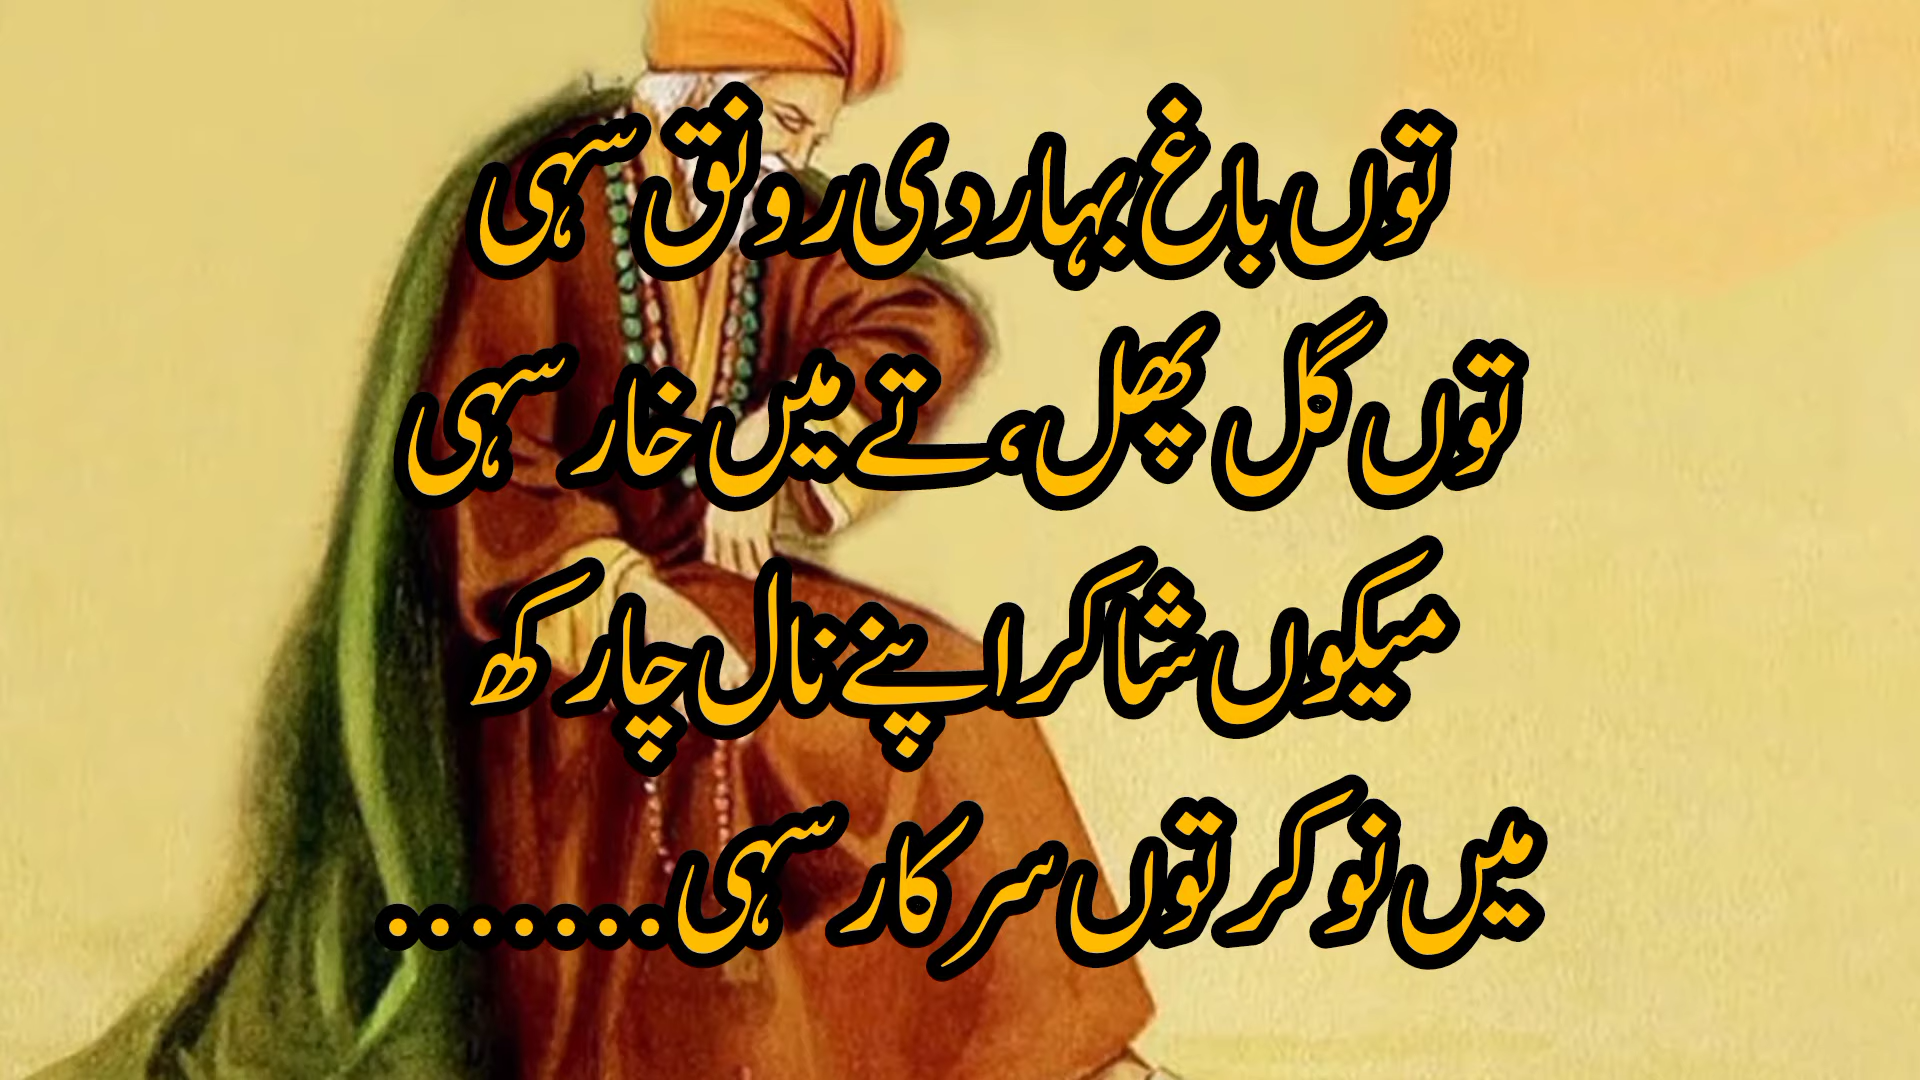 توں باغ بہار دی رونق سہی
توں گل پھل، تے میں خار سہی
میکوں شاکر اپنے نال چا رکھ
میں نوکر توں سرکار سہی.......